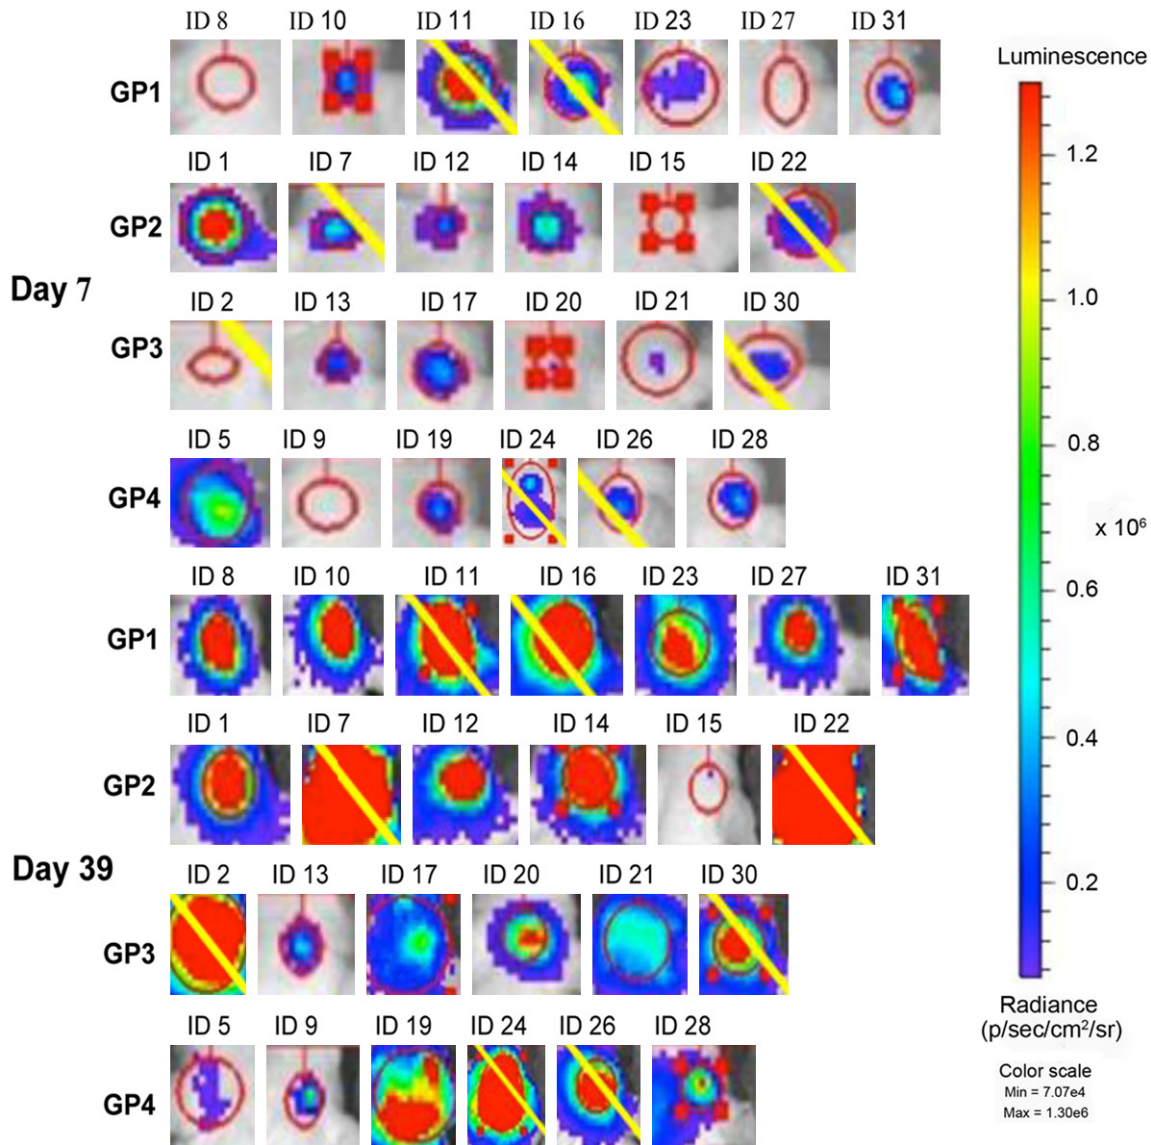 ID 8 ID 10 ID 11 ID 16 ID 23 ID 27 ID 31
GP1
ID 1 ID 7 ID 12 ID 14 ID 15 ID 22
GP2
Day 7
ID 2 ID 13 ID 17 ID 20 ID 21 ID 30
GP3
ID 5 ID 9 ID 19 ID 24 ID 26 ID 28
GP4
ID 8 ID 10 ID 11 ID 16 ID 23 ID 27 ID 31
GP1
ID 1 ID 7 ID 12 ID 14 ID 15 ID 22
GP2
Day 39
ID 2 ID 13 ID 17 ID 20 ID 21 ID 30
GP3
ID 5 ID 9 ID 19 ID 24 ID 26 ID 28
GP4
Luminescence
1.2
1.0
0.8
x 10⁶
0.6
0.4
0.2
Radiance
(p/sec/cm²/sr)
Color scale
Min = 7.07e4
Max = 1.30e6